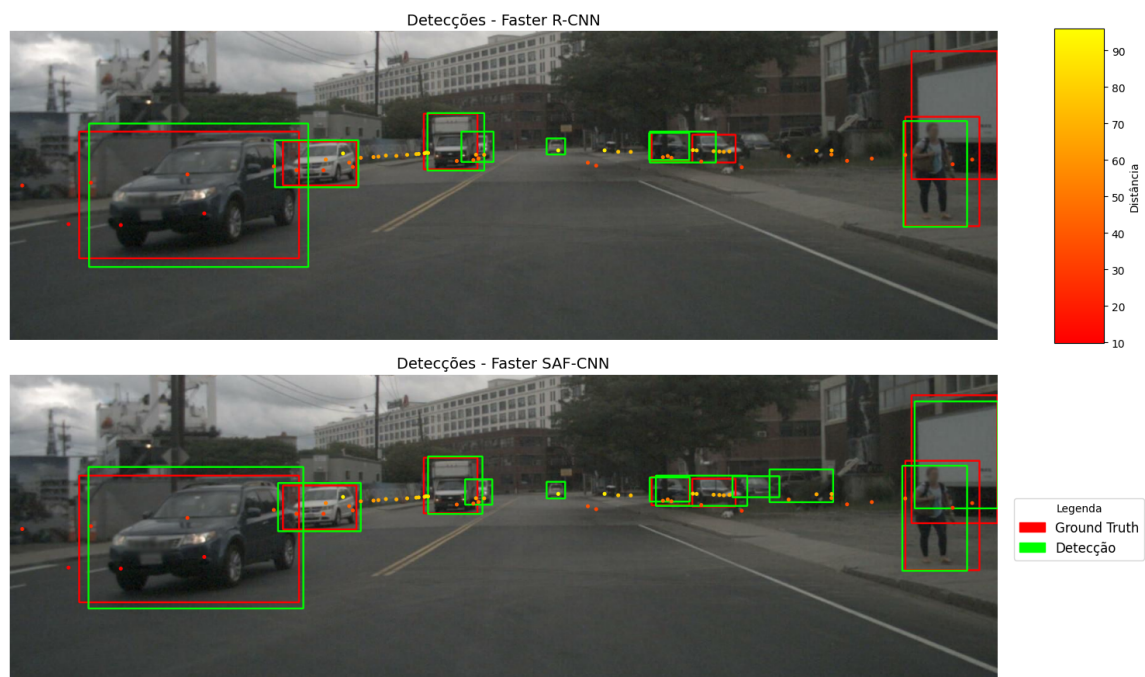 Detecções - Faster R-CNN
90
80
70
60
50
40
30
20
10
Distância
Detecções - Faster SAF-CNN
Legenda
Ground Truth
Detecção